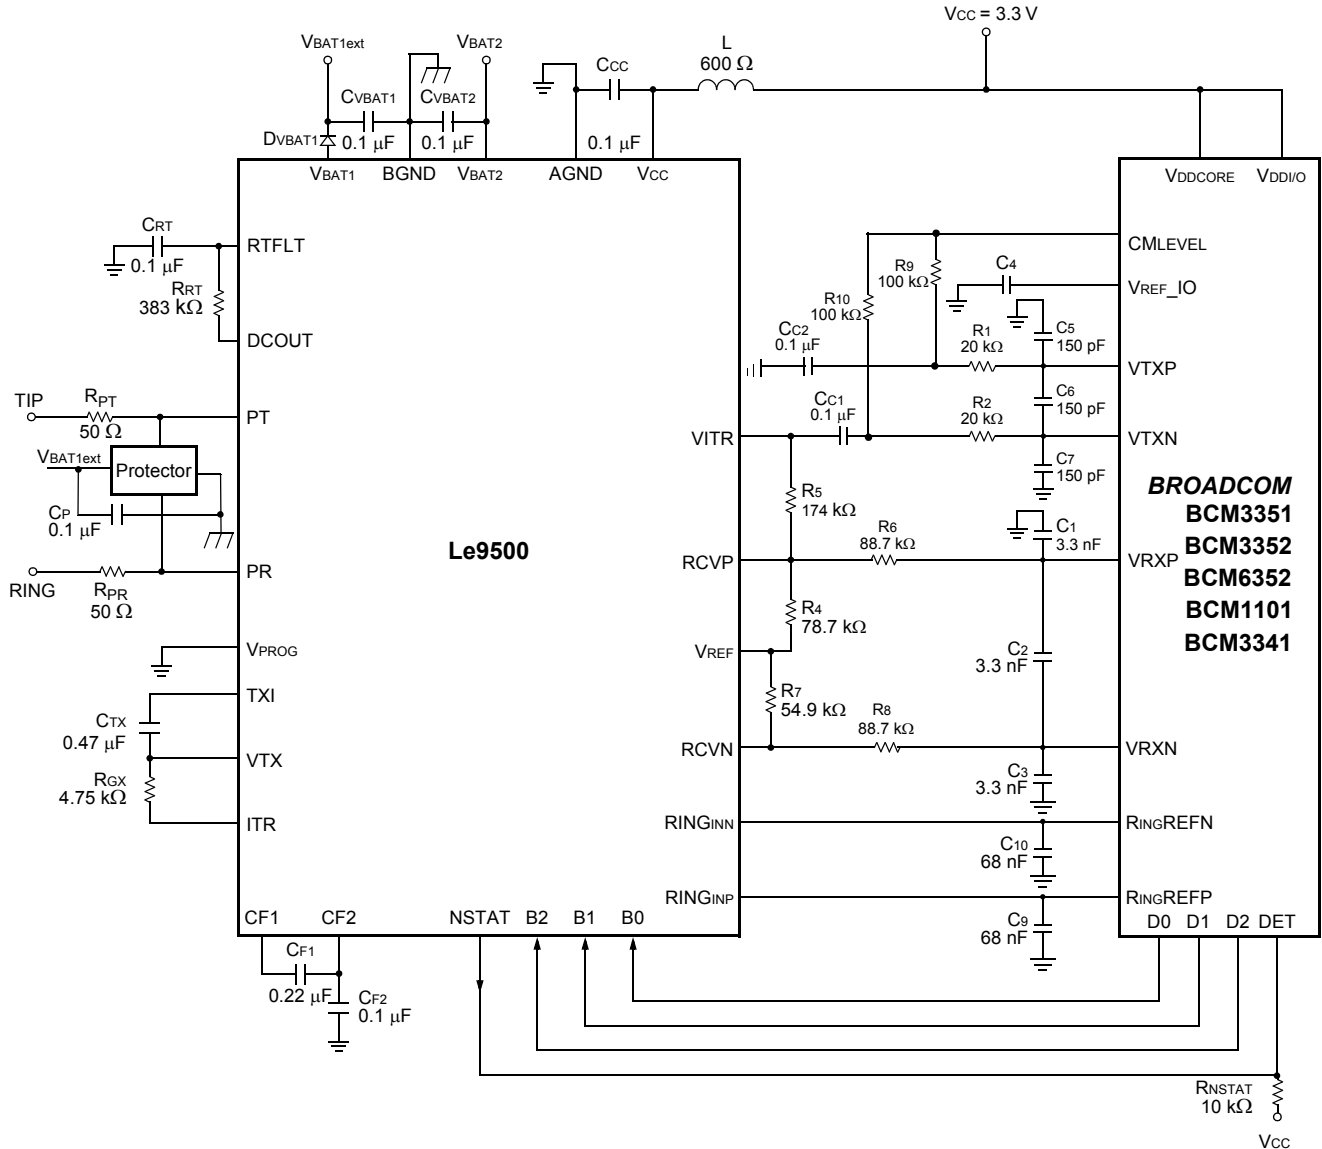 VCC = 3.3 V
VBAT1ext
VBAT2
L
600 Ω
CCC
CVBAT1
CVBAT2
DVBAT1
0.1 µF
0.1 µF
0.1 µF
VBAT1
BGND
VBAT2
AGND
VCC
VDDCORE
VDDI/O
CRT
0.1 µF
RTFLT
RRT
383 kΩ
DCOUT
CMLEVEL
R9
100 kΩ
C4
VREF_IO
R10
100 kΩ
CC2
0.1 µF
R1
20 kΩ
C5
150 pF
VTXP
TIP
RPT
50 Ω
PT
CC1
0.1 µF
R2
20 kΩ
C6
150 pF
VITR
VTXN
VBAT1ext
Protector
C7
150 pF
CP
0.1 µF
R5
174 kΩ
BROADCOM
BCM3351
BCM3352
BCM6352
BCM1101
BCM3341
Le9500
R6
88.7 kΩ
C1
3.3 nF
RCVP
VRXP
RING
RPR
50 Ω
PR
R4
78.7 kΩ
VPROG
VREF
C2
3.3 nF
TXI
R7
54.9 kΩ
CTX
0.47 µF
R8
88.7 kΩ
VTX
RCVN
VRXN
RGX
4.75 kΩ
C3
3.3 nF
ITR
RINGINN
RINGREFN
C10
68 nF
RINGINP
RINGREFP
CF1
CF2
NSTAT
B2
B1
B0
C9
68 nF
D0
D1
D2
DET
CF1
0.22 µF
CF2
0.1 µF
RNSTAT
10 kΩ
VCC